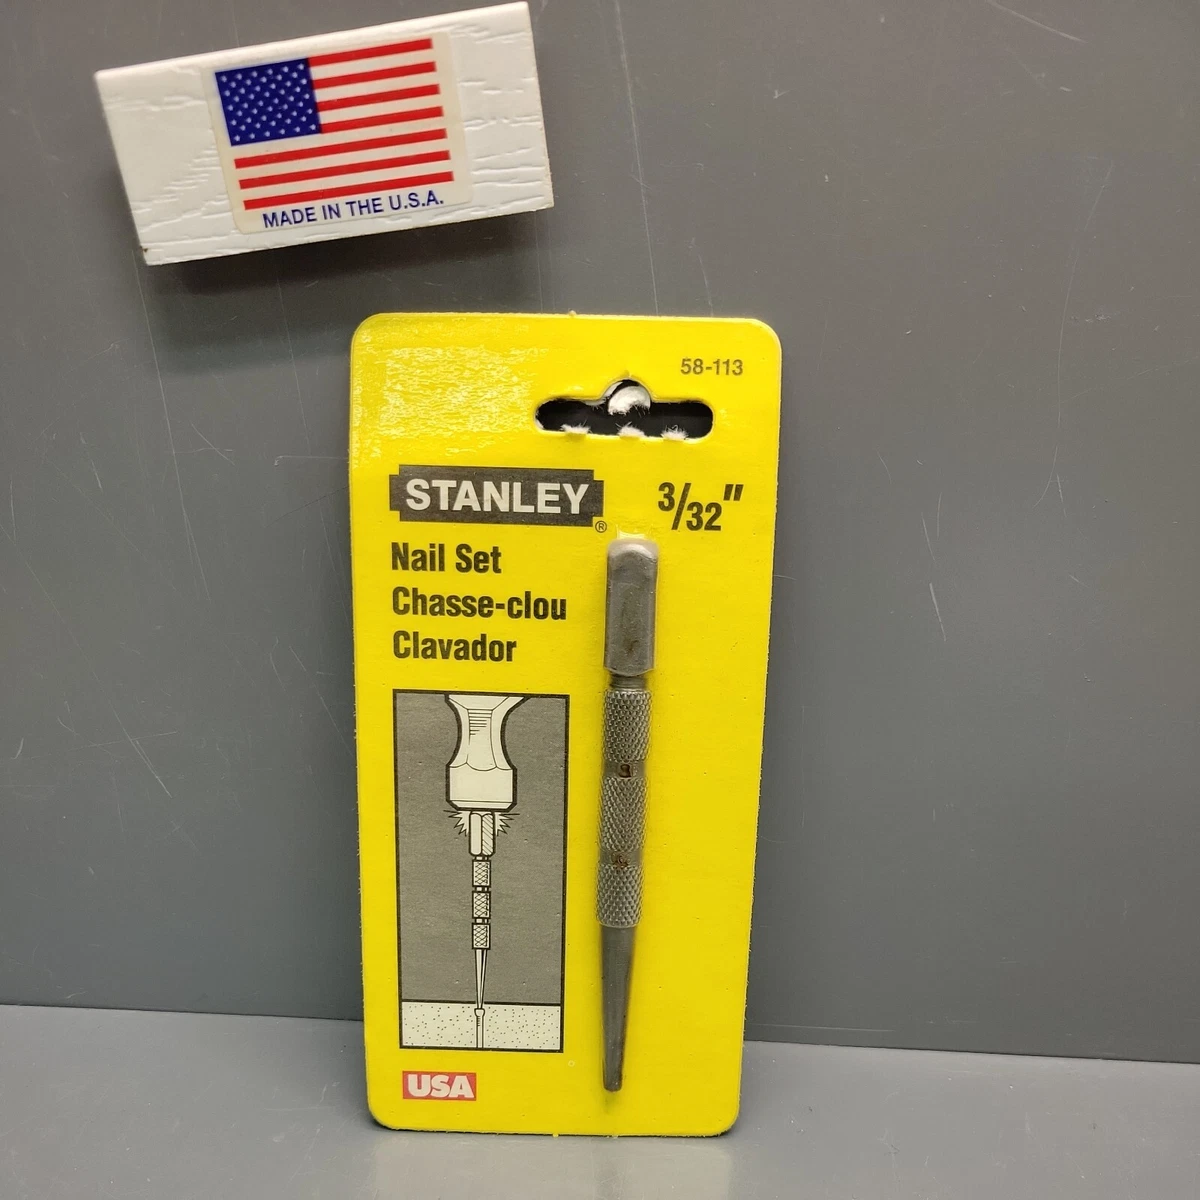 MADE IN THE U.S.A.
58-113
STANLEY® 3/32"
Nail Set
Chasse-clou
Clavador
USA